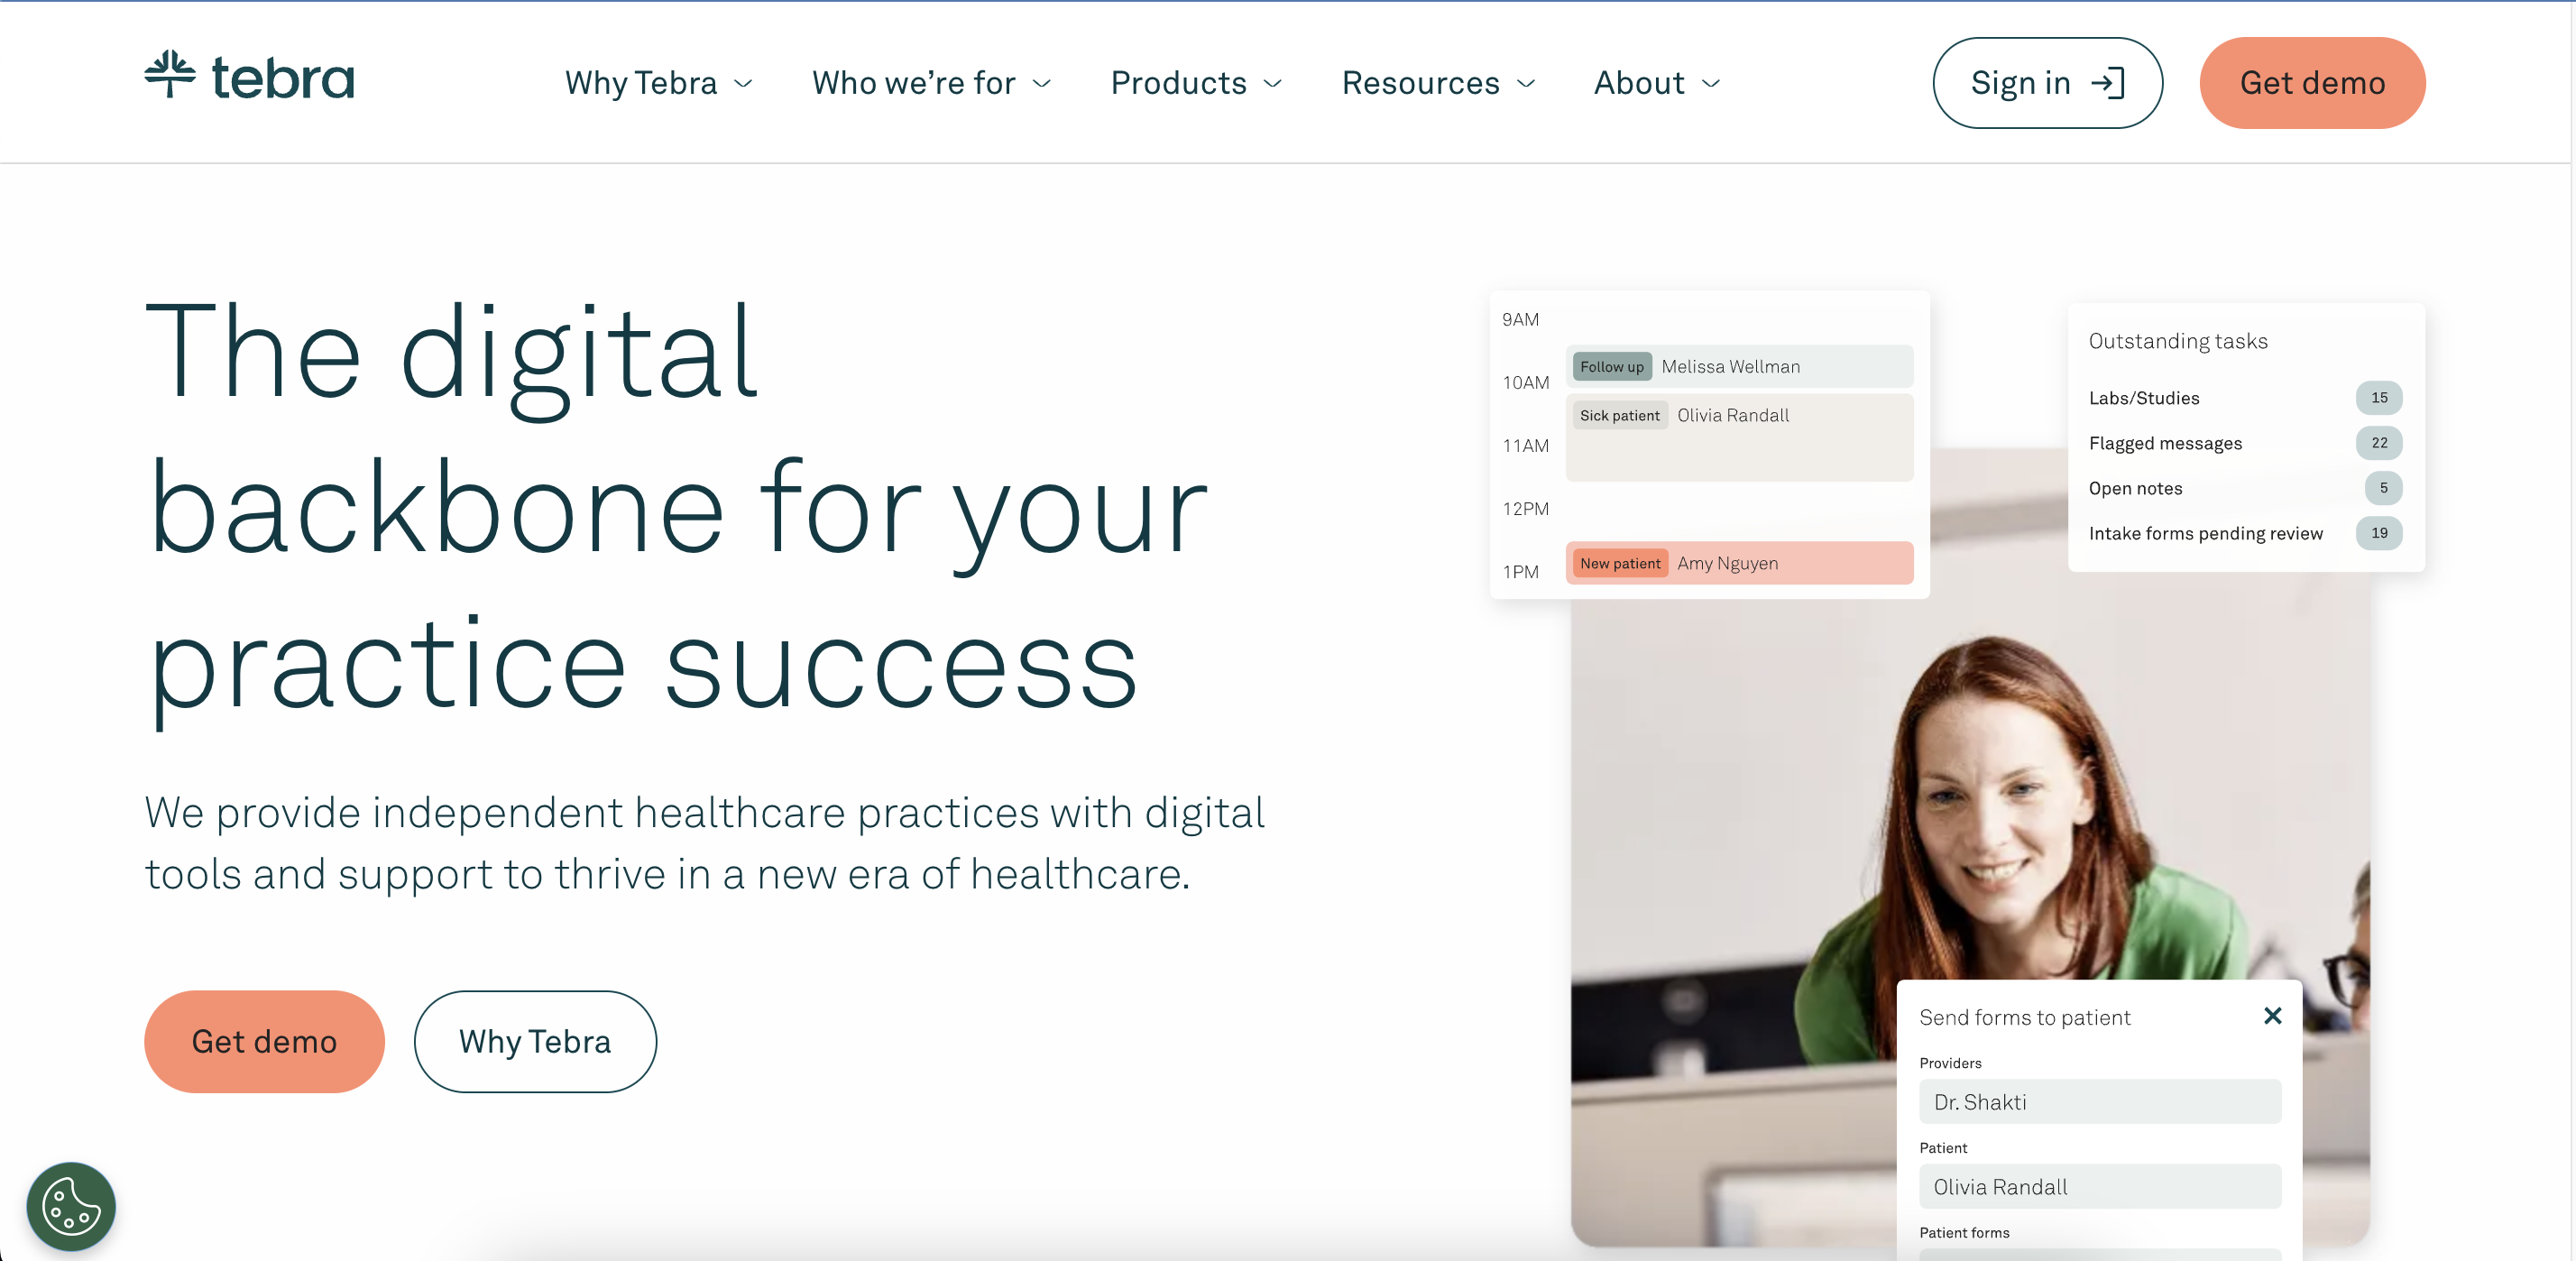 tebra
Why Tebra
Who we’re for
Products
Resources
About
Sign in
Get demo
The digital
backbone for your
practice success
We provide independent healthcare practices with digital
tools and support to thrive in a new era of healthcare.
Get demo
Why Tebra
9AM
Follow up Melissa Wellman
10AM
Sick patient Olivia Randall
11AM
12PM
New patient Amy Nguyen
1PM
Outstanding tasks
Labs/Studies 15
Flagged messages 22
Open notes 5
Intake forms pending review 19
Send forms to patient
Providers
Dr. Shakti
Patient
Olivia Randall
Patient forms